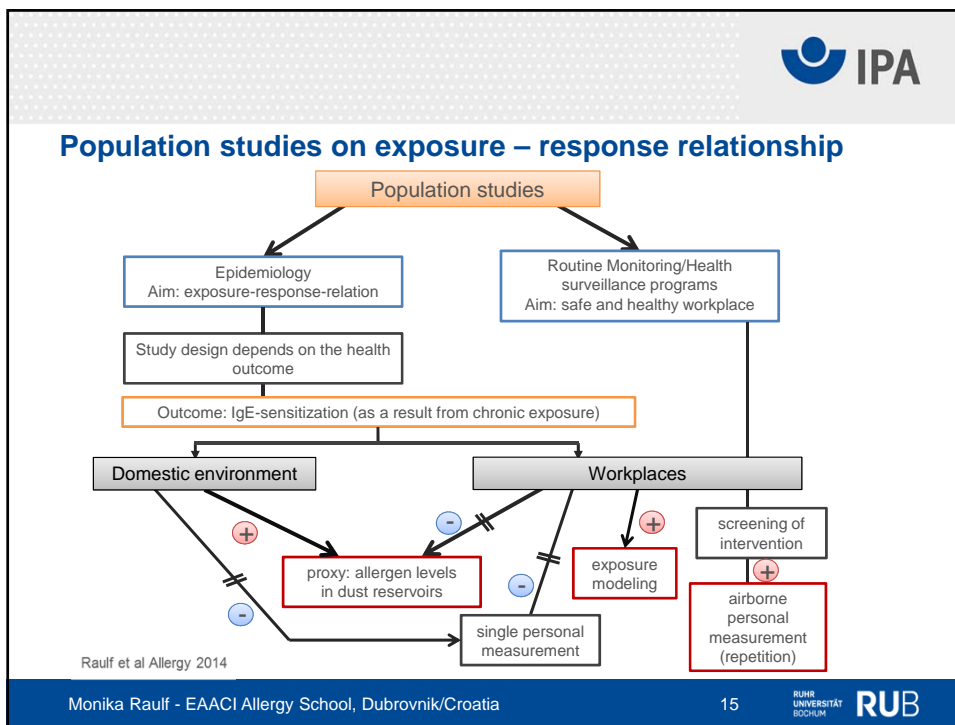 IPA
Population studies on exposure – response relationship
Population studies
Epidemiology
Aim: exposure-response-relation
Routine Monitoring/Health
surveillance programs
Aim: safe and healthy workplace
Study design depends on the health
outcome
Outcome: IgE-sensitization (as a result from chronic exposure)
Domestic environment
Workplaces
+
-
+
screening of
intervention
proxy: allergen levels
in dust reservoirs
-
exposure
modeling
+
-
single personal
measurement
airborne
personal
measurement
(repetition)
Raulf et al Allergy 2014
Monika Raulf - EAACI Allergy School, Dubrovnik/Croatia
15
RUHR
UNIVERSITÄT
BOCHUM
RUB